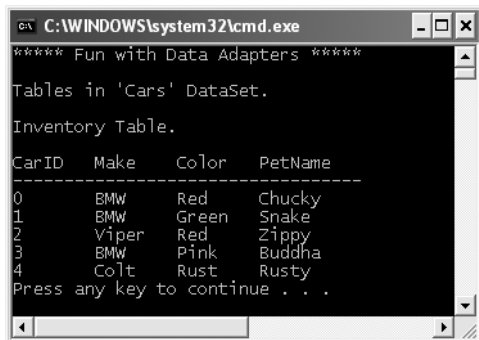 C:\WINDOWS\system32\cmd.exe
***** Fun with Data Adapters *****
Tables in 'Cars' DataSet.
Inventory Table.
CarID Make Color PetName
----------------------------------
0 BMW Red Chucky
1 BMW Green Snake
2 Viper Red Zippy
3 BMW Pink Buddha
4 Colt Rust Rusty
Press any key to continue . . .